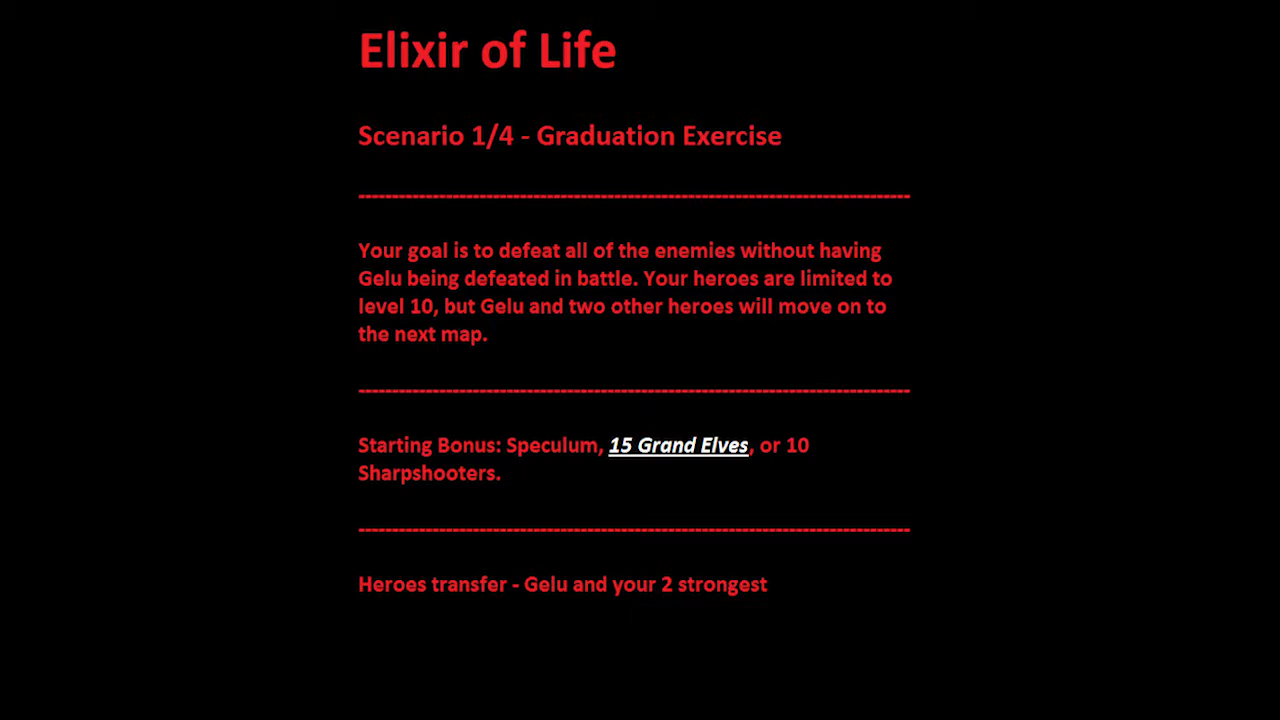 Elixir of Life
Scenario 1/4 - Graduation Exercise
--------------------------------------------------------------------------------
Your goal is to defeat all of the enemies without having
Gelu being defeated in battle. Your heroes are limited to
level 10, but Gelu and two other heroes will move on to
the next map.
--------------------------------------------------------------------------------
Starting Bonus: Speculum, 15 Grand Elves, or 10
Sharpshooters.
--------------------------------------------------------------------------------
Heroes transfer - Gelu and your 2 strongest